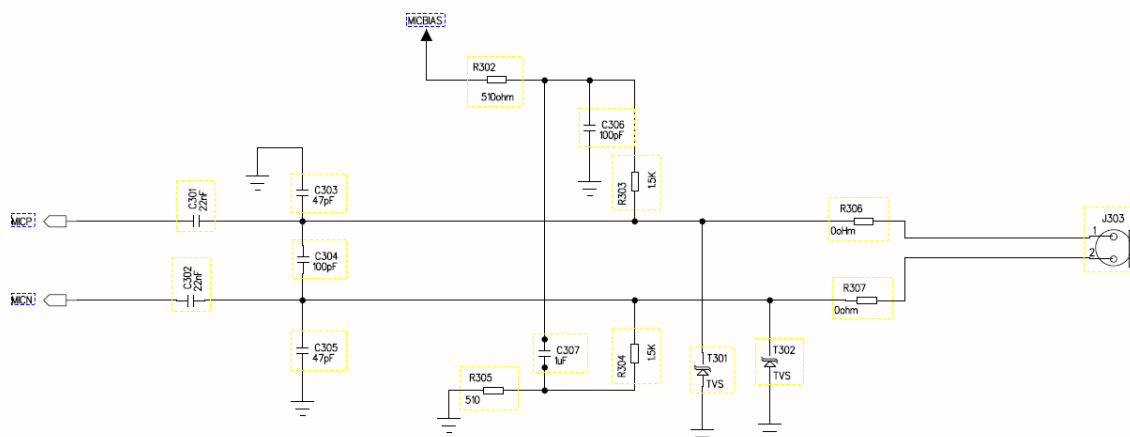 MICBIAS
R302
510ohm
C306
100pF
C303
47pF
R303
1.5K
C301
22nF
MICP
R306
0oHm
J303
1
2
C304
100pF
C302
22nF
MICN
R307
0ohm
C305
47pF
C307
1uF
R304
1.5K
T301
TVS
T302
TVS
R305
510